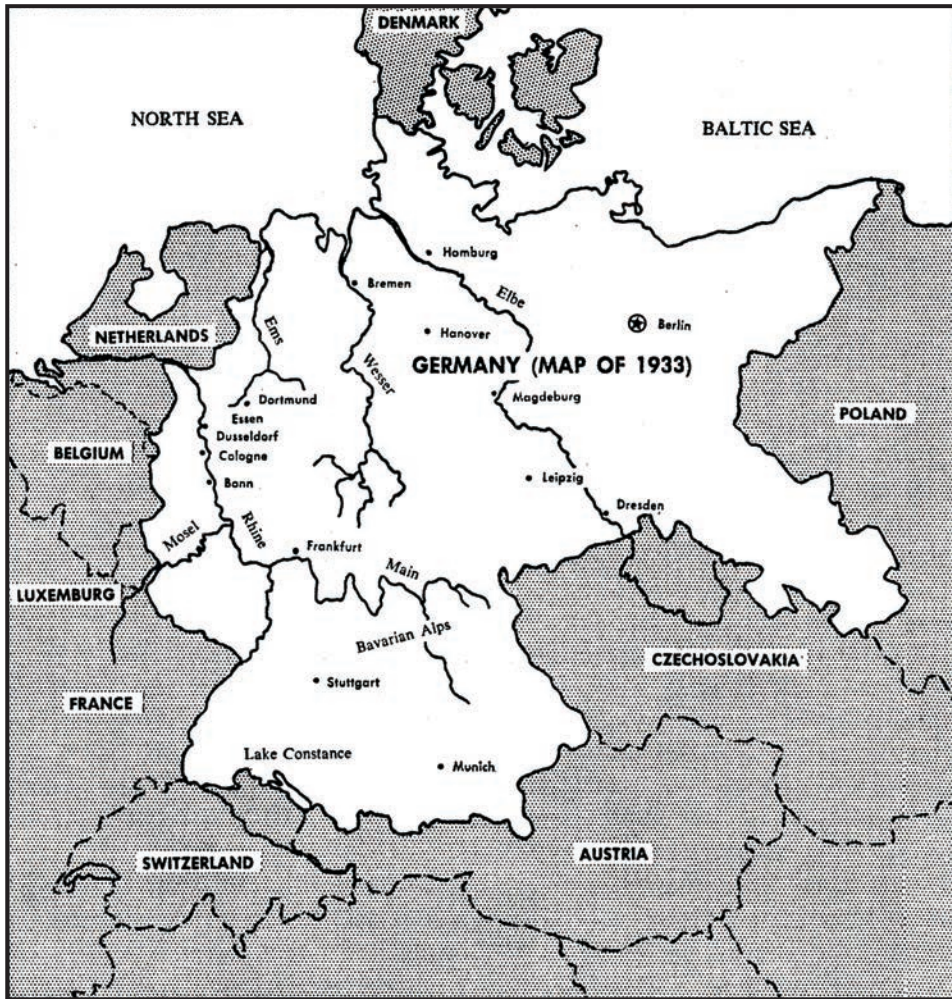 DENMARK
NORTH SEA
BALTIC SEA
Homburg
Bremen
Elbe
Berlin
NETHERLANDS
Ems
Hanover
Wesser
GERMANY (MAP OF 1933)
Dortmund
Magdeburg
Essen
POLAND
Dusseldorf
BELGIUM
Cologne
Bonn
Leipzig
Dresden
Mosel
Rhine
Frankfurt
Main
LUXEMBURG
Bavarian Alps
CZECHOSLOVAKIA
Stuttgart
FRANCE
Lake Constance
Munich
SWITZERLAND
AUSTRIA